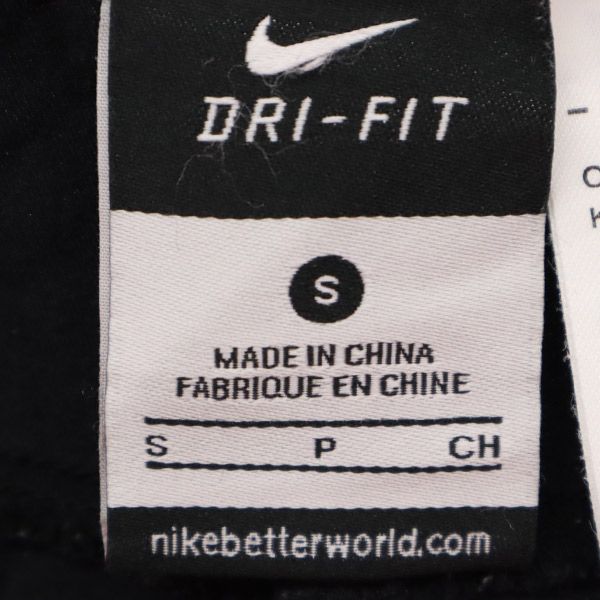 DRI-FIT
S
MADE IN CHINA
FABRIQUE EN CHINE
S P CH
nikebetterworld.com